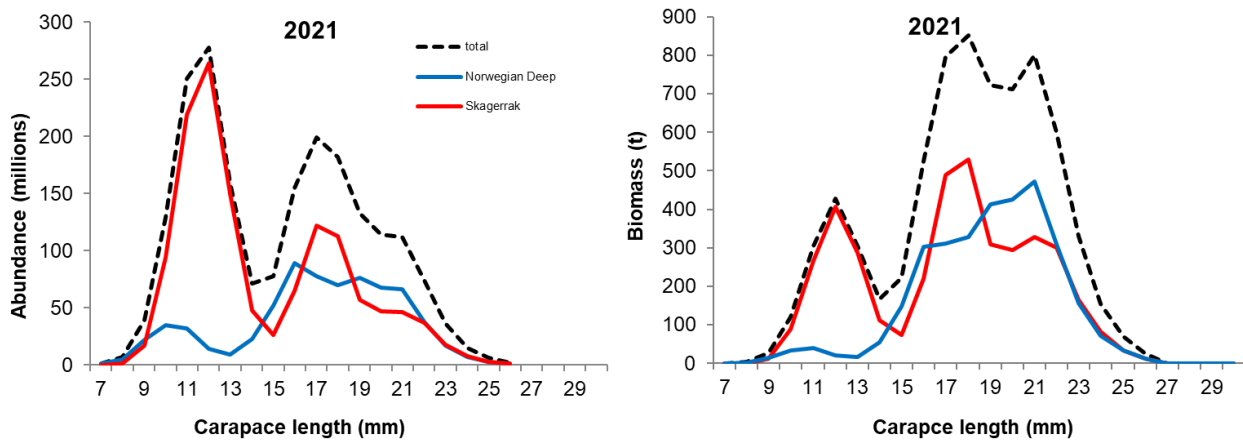 2021
total
Norwegian Deep
Skagerrak
Abundance (millions)
300
250
200
150
100
50
0
7 9 11 13 15 17 19 21 23 25 27 29
Carapace length (mm)
2021
Biomass (t)
900
800
700
600
500
400
300
200
100
0
7 9 11 13 15 17 19 21 23 25 27 29
Carapce length (mm)